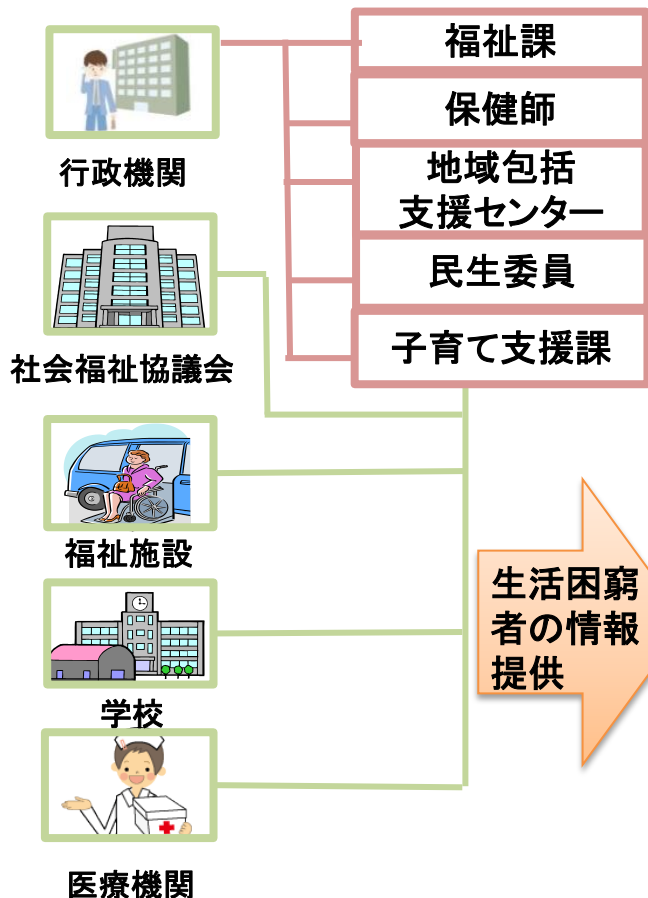 行政機関
福祉課
保健師
地域包括
支援センター
民生委員
子育て支援課
社会福祉協議会
福祉施設
学校
医療機関
生活困窮
者の情報
提供